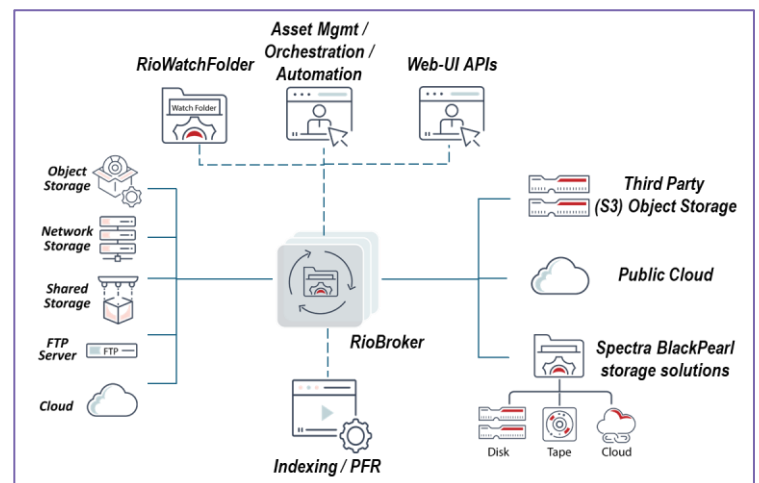 Asset Mgmt /
Orchestration /
Automation
RioWatchFolder
Web-UI APIs
Watch Folder
Object
Storage
Network
Storage
Shared
Storage
FTP
Server
FTP
Cloud
RioBroker
Indexing / PFR
Third Party
(S3) Object Storage
Public Cloud
Spectra BlackPearl
storage solutions
Disk
Tape
Cloud